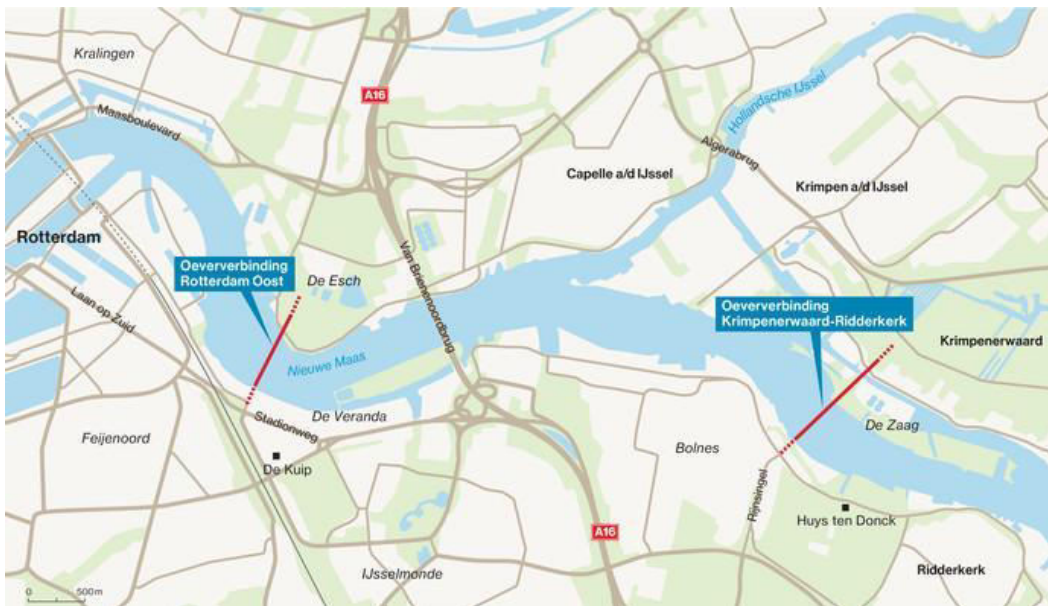 Kralingen
A16
Maasboulevard
Hollandsche IJssel
Algerabrug
Capelle a/d IJssel
Krimpen a/d IJssel
Rotterdam
Oeververbinding
Rotterdam Oost
De Esch
Van Brienenoordbrug
Laan op Zuid
Oeververbinding
Krimpenerwaard-Ridderkerk
Krimpenerwaard
Nieuwe Maas
De Veranda
Stadionweg
De Zaag
Feijenoord
Bolnes
De Kuip
Rijnsingel
Huys ten Donck
A16
IJsselmonde
Ridderkerk
0 500m